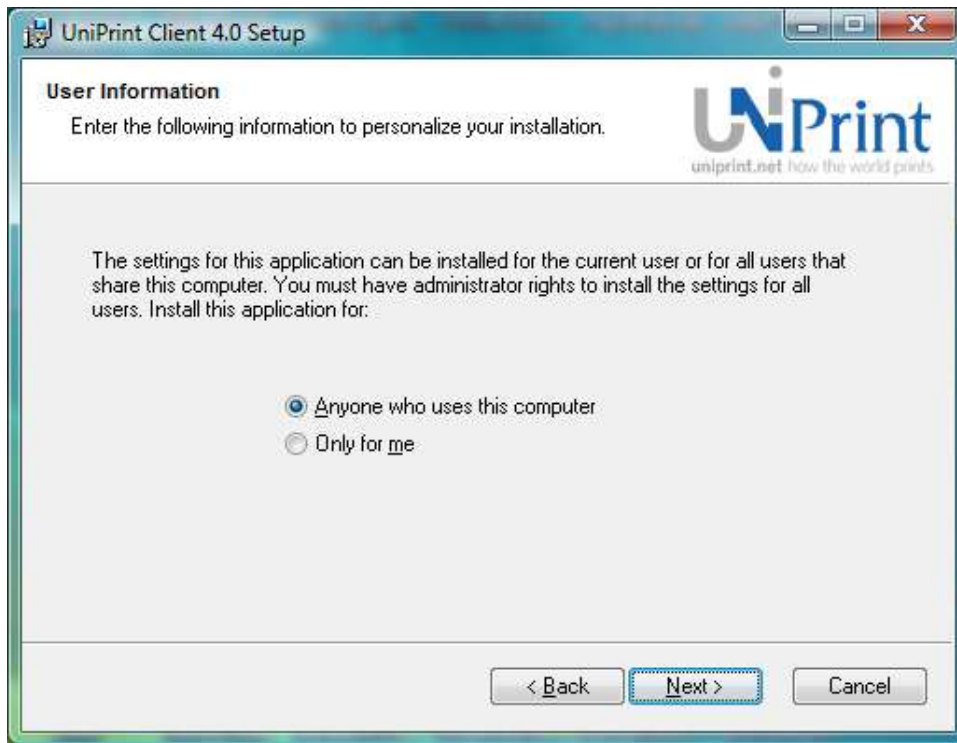 UniPrint Client 4.0 Setup
User Information
Enter the following information to personalize your installation.
UNiPrint
uniprint.net how the world prints
The settings for this application can be installed for the current user or for all users that
share this computer. You must have administrator rights to install the settings for all
users. Install this application for:
Anyone who uses this computer
Only for me
< Back
Next >
Cancel